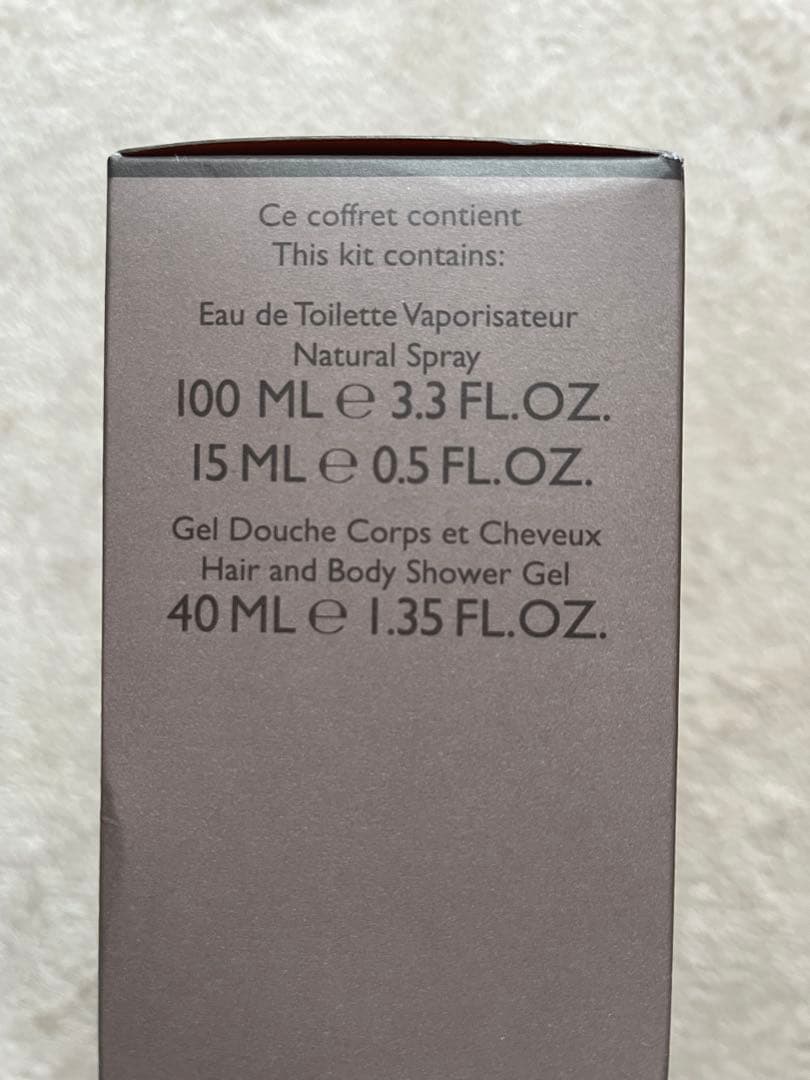 Ce coffret contient
This kit contains:
Eau de Toilette Vaporisateur
Natural Spray
100 ML ℮ 3.3 FL.OZ.
15 ML ℮ 0.5 FL.OZ.
Gel Douche Corps et Cheveux
Hair and Body Shower Gel
40 ML ℮ 1.35 FL.OZ.